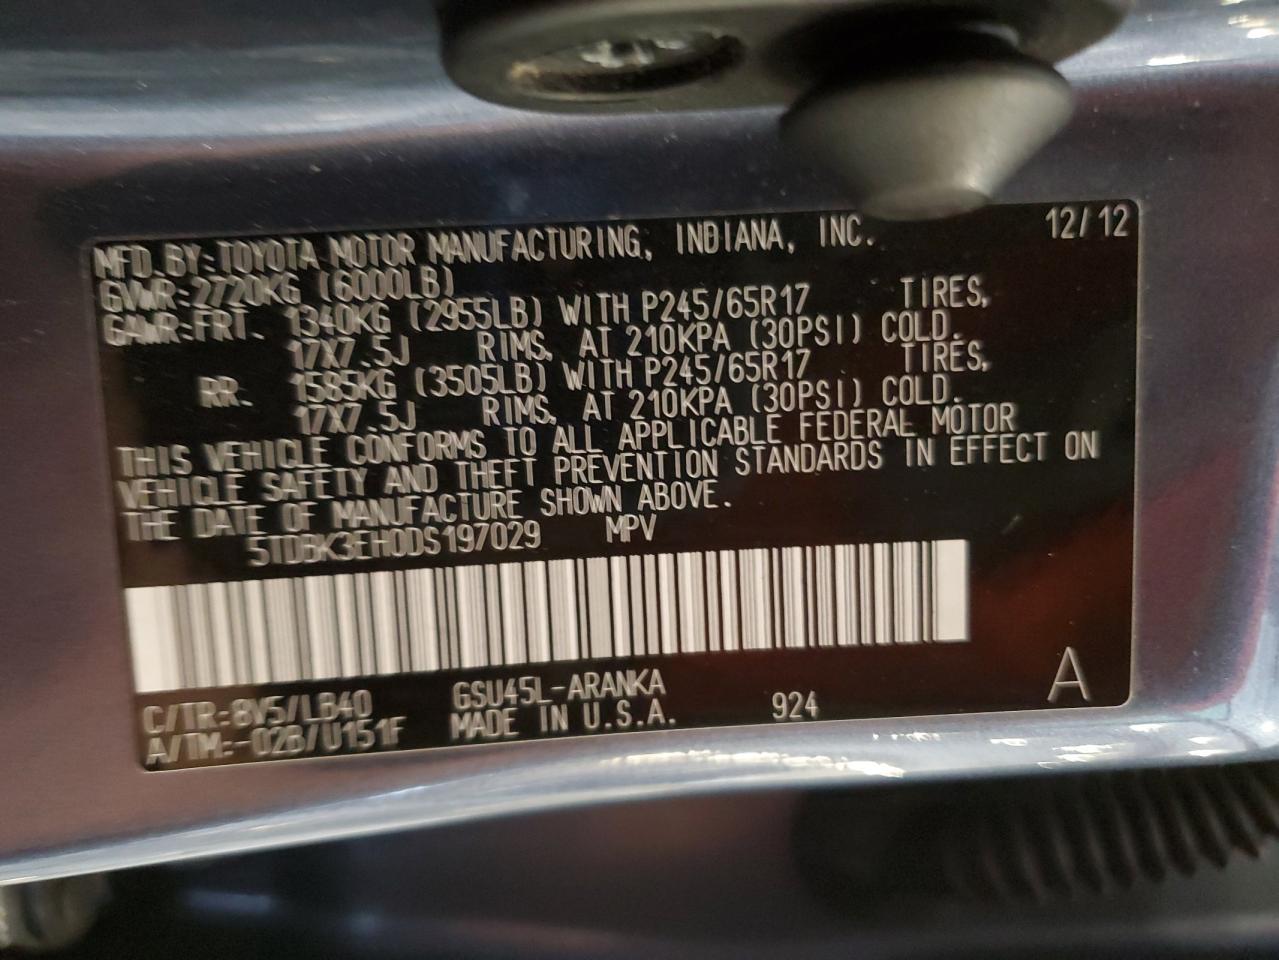 MFD.BY:TOYOTA MOTOR MANUFACTURING, INDIANA, INC. 12/12
GVWR:2720KG (6000LB)
GAWR:FRT. 1340KG (2955LB) WITH P245/65R17 TIRES,
17X7.5J RIMS, AT 210KPA (30PSI) COLD.
RR. 1585KG (3505LB) WITH P245/65R17 TIRES,
17X7.5J RIMS, AT 210KPA (30PSI) COLD.
THIS VEHICLE CONFORMS TO ALL APPLICABLE FEDERAL MOTOR
VEHICLE SAFETY AND THEFT PREVENTION STANDARDS IN EFFECT ON
THE DATE OF MANUFACTURE SHOWN ABOVE.
5TDBK3EH0DS197029 MPV
C/TR:8V5/LB40 GSU45L-ARANKA 924 A
A/TM:-02B/U151F MADE IN U.S.A.